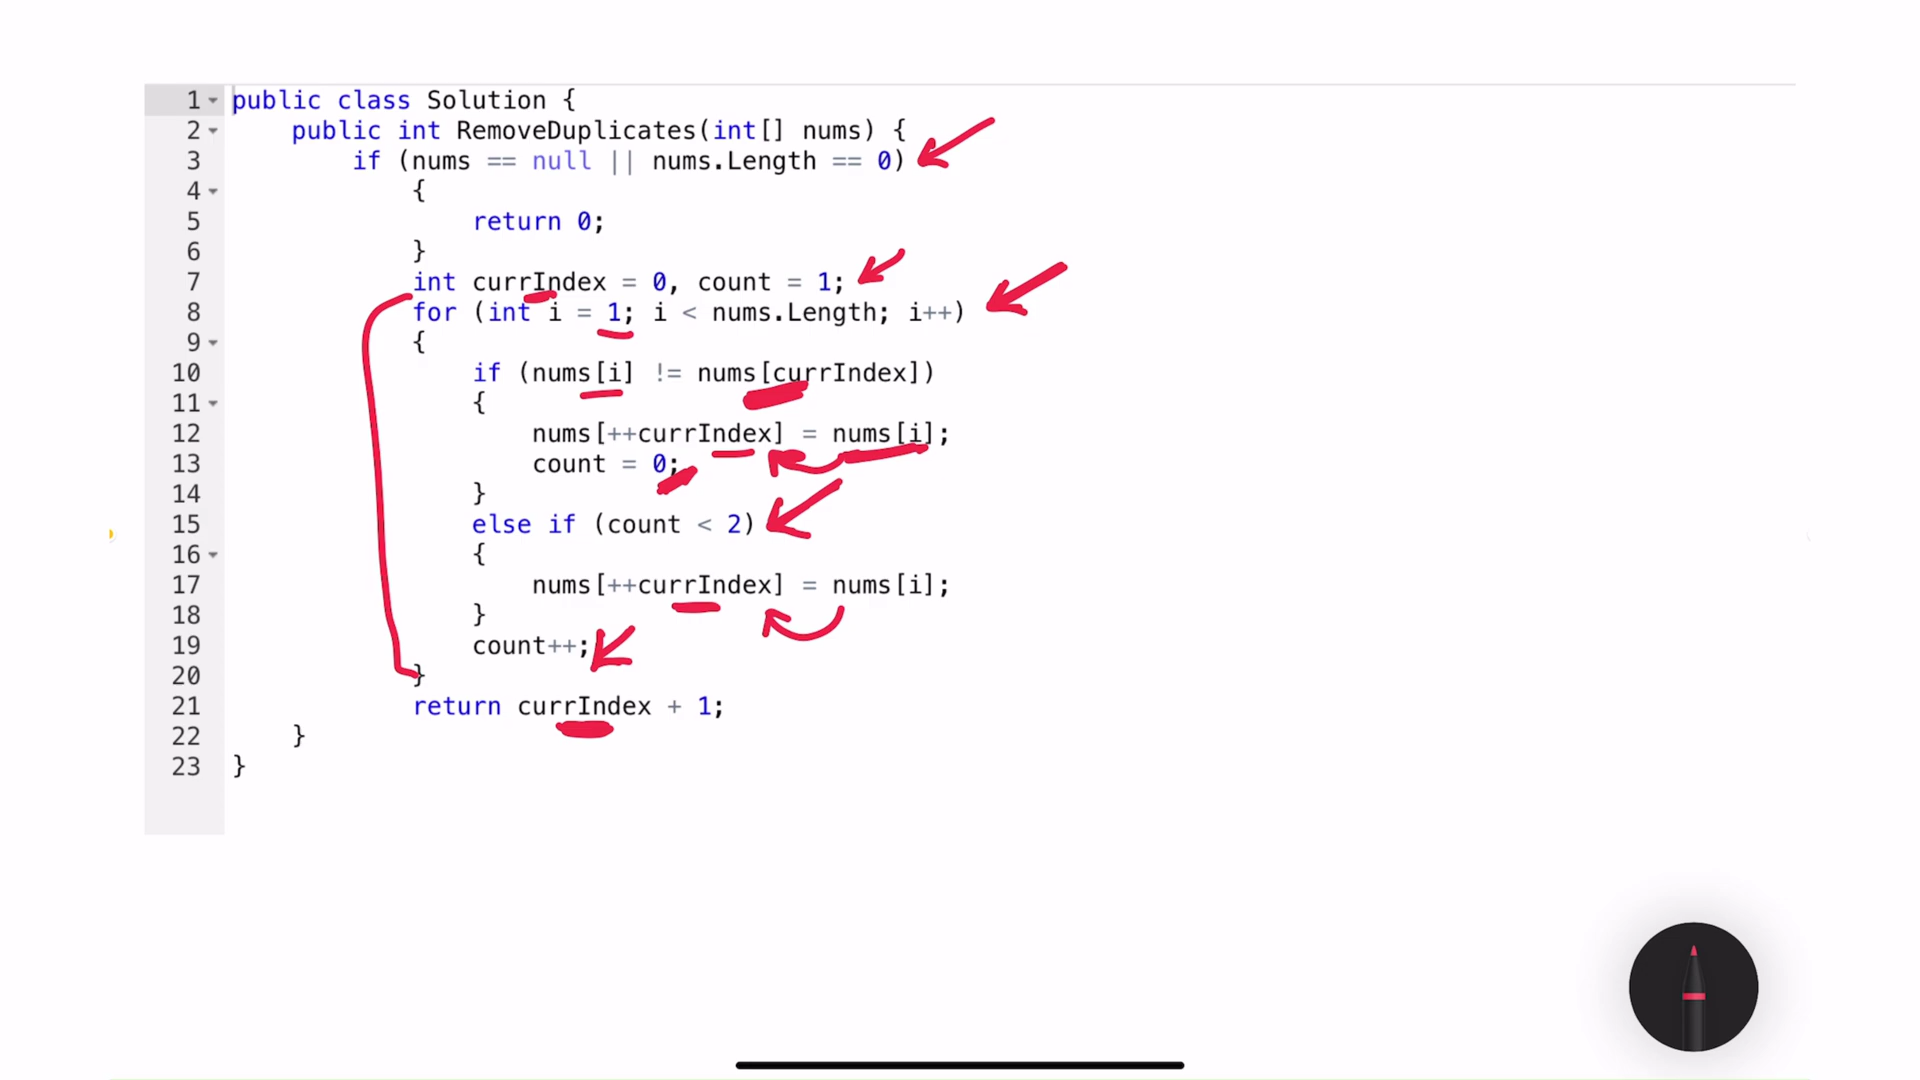 1 public class Solution {
2 public int RemoveDuplicates(int[] nums) {
3 if (nums == null || nums.Length == 0)
4 {
5 return 0;
6 }
7 int currIndex = 0, count = 1;
8 for (int i = 1; i < nums.Length; i++)
9 {
10 if (nums[i] != nums[currIndex])
11 {
12 nums[++currIndex] = nums[i];
13 count = 0;
14 }
15 else if (count < 2)
16 {
17 nums[++currIndex] = nums[i];
18 }
19 count++;
20 }
21 return currIndex + 1;
22 }
23 }